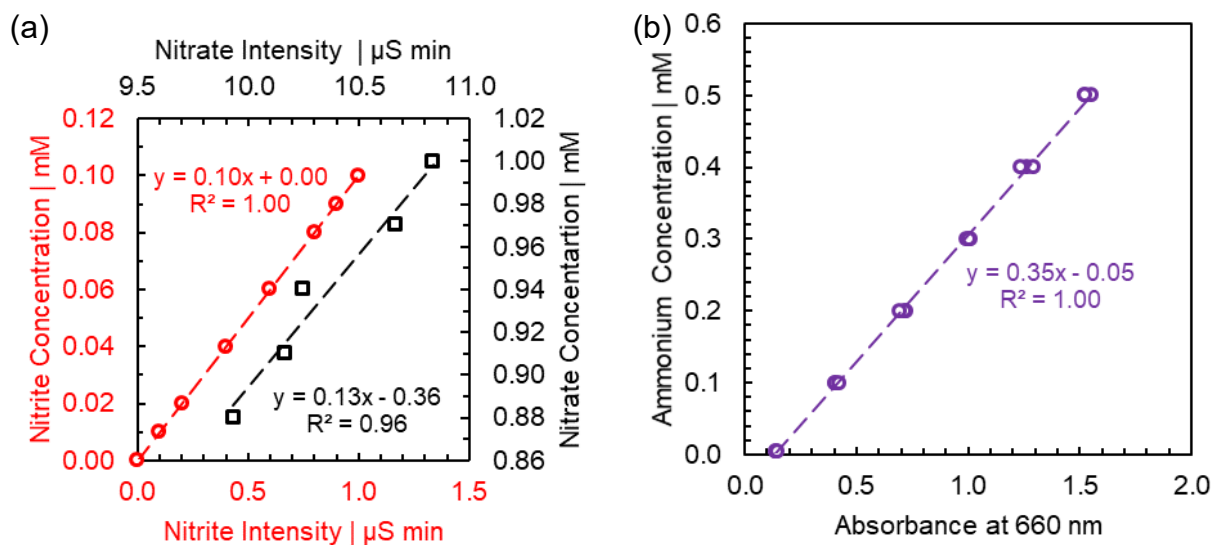 (a)
Nitrate Intensity | µS min
9.5 10.0 10.5 11.0
Nitrite Concentration | mM
0.12
0.10
0.08
0.06
0.04
0.02
0.00
y = 0.10x + 0.00
R² = 1.00
y = 0.13x - 0.36
R² = 0.96
1.02
1.00
0.98
0.96
0.94
0.92
0.90
0.88
0.86
Nitrate Concentartion | mM
0.0 0.5 1.0 1.5
Nitrite Intensity | µS min
(b)
Ammonium Concentration | mM
0.6
0.5
0.4
0.3
0.2
0.1
0.0
y = 0.35x - 0.05
R² = 1.00
0.0 0.5 1.0 1.5 2.0
Absorbance at 660 nm